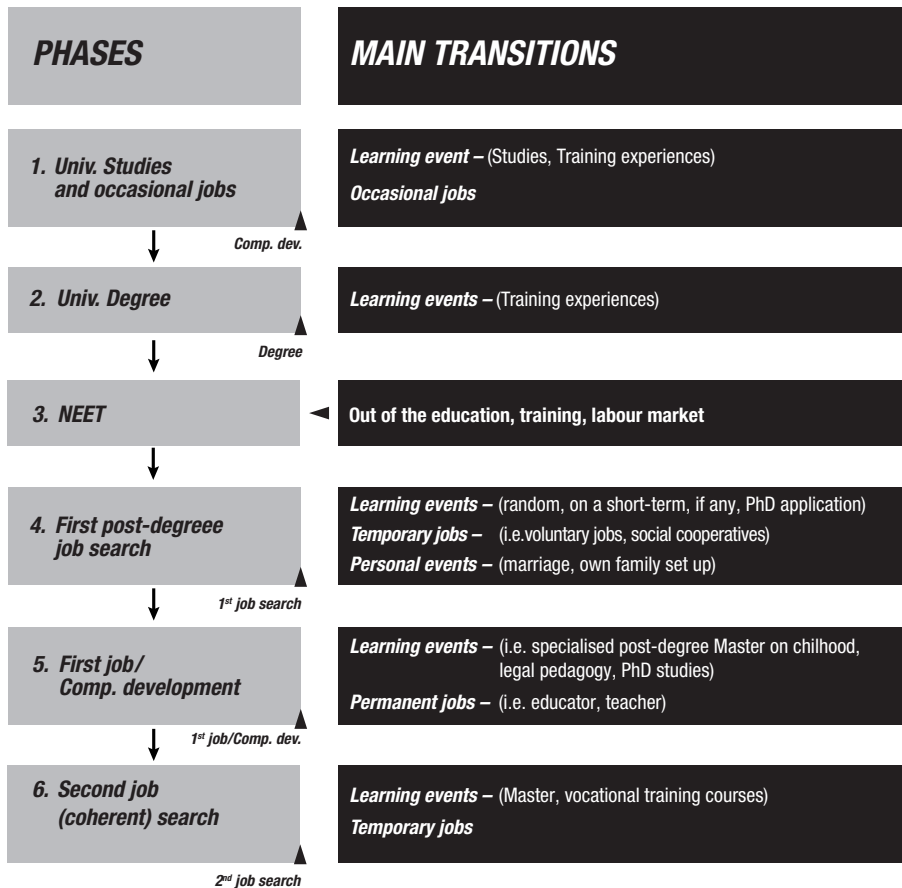 PHASES
MAIN TRANSITIONS
1. Univ. Studies
and occasional jobs
Learning event – (Studies, Training experiences)
Occasional jobs
Comp. dev.
2. Univ. Degree
Learning events – (Training experiences)
Degree
3. NEET
Out of the education, training, labour market
4. First post-degreee
job search
Learning events – (random, on a short-term, if any, PhD application)
Temporary jobs – (i.e.voluntary jobs, social cooperatives)
Personal events – (marriage, own family set up)
1st job search
5. First job/
Comp. development
Learning events – (i.e. specialised post-degree Master on chilhood,
legal pedagogy, PhD studies)
Permanent jobs – (i.e. educator, teacher)
1st job/Comp. dev.
6. Second job
(coherent) search
Learning events – (Master, vocational training courses)
Temporary jobs
2nd job search